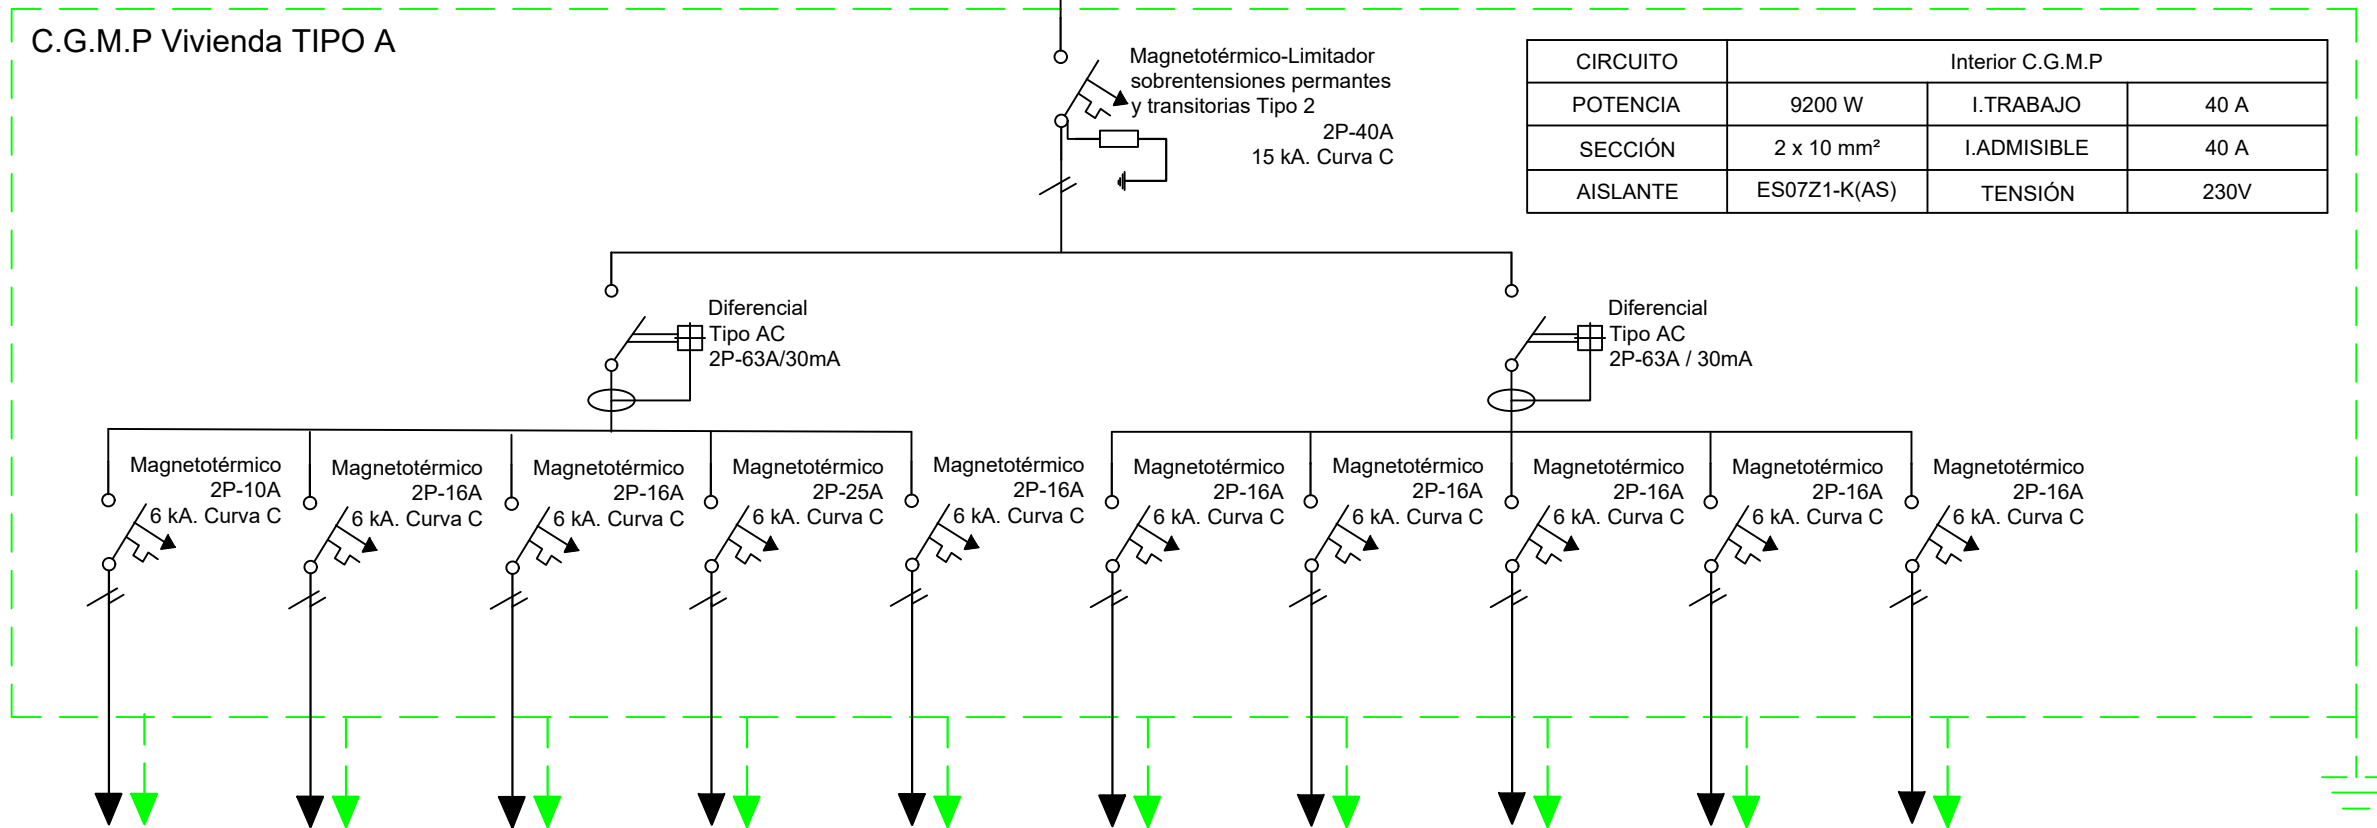 C.G.M.P Vivienda TIPO A
Magnetotérmico-Limitador
sobrentensiones permantes
y transitorias Tipo 2
2P-40A
15 kA. Curva C
CIRCUITO Interior C.G.M.P
POTENCIA 9200 W I.TRABAJO 40 A
SECCIÓN 2 x 10 mm² I.ADMISIBLE 40 A
AISLANTE ES07Z1-K(AS) TENSIÓN 230V
Diferencial
Tipo AC
2P-63A/30mA
Diferencial
Tipo AC
2P-63A / 30mA
Magnetotérmico
2P-10A
6 kA. Curva C
Magnetotérmico
2P-16A
6 kA. Curva C
Magnetotérmico
2P-16A
6 kA. Curva C
Magnetotérmico
2P-25A
6 kA. Curva C
Magnetotérmico
2P-16A
6 kA. Curva C
Magnetotérmico
2P-16A
6 kA. Curva C
Magnetotérmico
2P-16A
6 kA. Curva C
Magnetotérmico
2P-16A
6 kA. Curva C
Magnetotérmico
2P-16A
6 kA. Curva C
Magnetotérmico
2P-16A
6 kA. Curva C